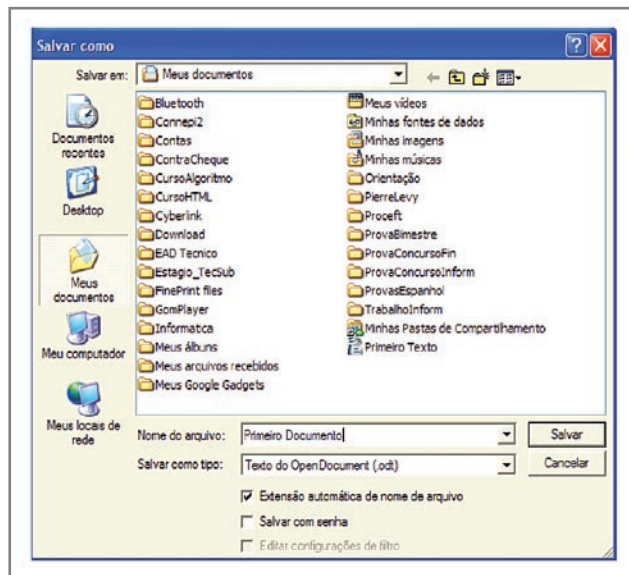 Salvar como
Salvar em:
Meus documentos
Documentos
recentes
Desktop
Meus
documentos
Meu computador
Meus locais de
rede
Bluetooth
Connepi2
Contas
ContraCheque
CursoAlgoritmo
CursoHTML
Cyberlink
Download
EAD Tecnico
Estagio_TecSub
FinePrint files
GomPlayer
Informatica
Meus álbuns
Meus arquivos recebidos
Meus Google Gadgets
Meus vídeos
Minhas fontes de dados
Minhas imagens
Minhas músicas
Orientação
PierreLevy
Proceft
ProvaBimestre
ProvaConcursoFin
ProvaConcursoInform
ProvasEspanhol
TrabalhoInform
Minhas Pastas de Compartilhamento
Primeiro Texto
Nome do arquivo: Primeiro Documento Salvar
Salvar como tipo: Texto do OpenDocument (.odt) Cancelar
Extensão automática de nome de arquivo
Salvar com senha
Editar configurações de filtro